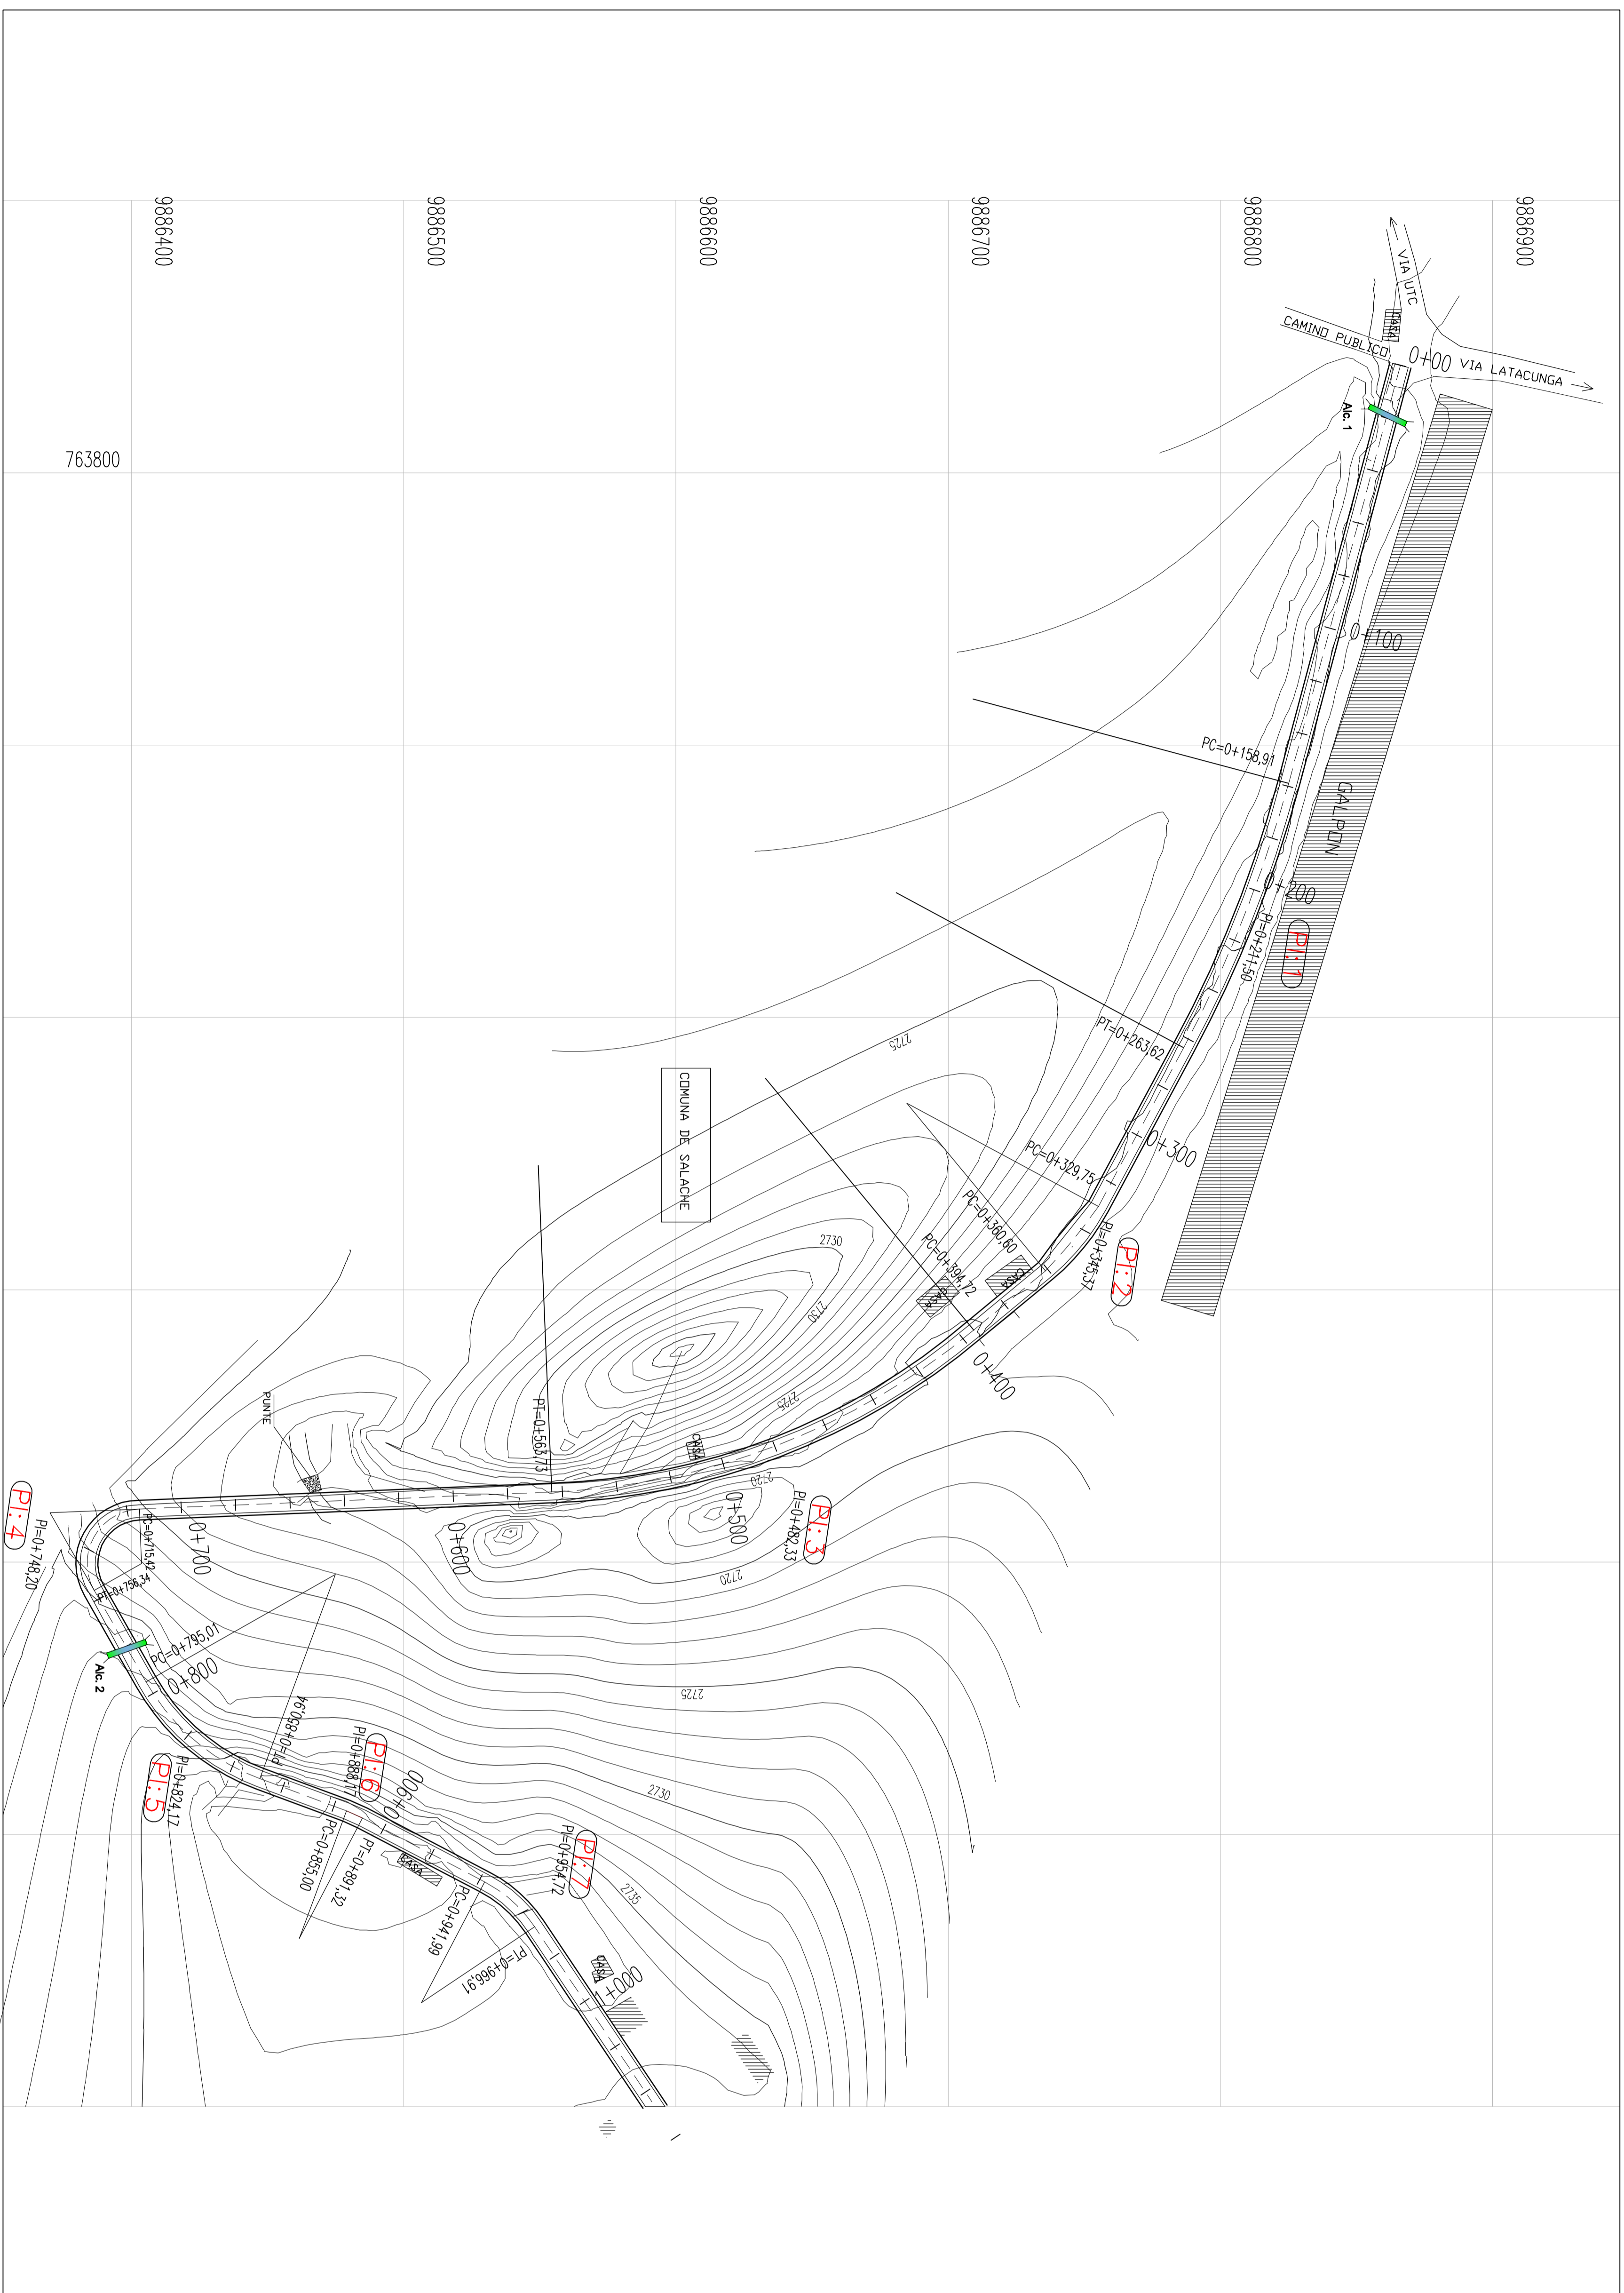 9886400
9886500
9886600
9886700
9886800
9886900
763800
VIA UTC
CASA
CAMINO PUBLICO
0+00
VIA LATACUNGA
Alc. 1
0+100
PC=0+158,91
GALPON
0+200
PI=0+211,50
PI: 1
PT=0+263,62
2725
COMUNA DE SALACHE
0+300
PC=0+329,75
PC=0+360,60
PC=0+394,72
PI=0+345,37
PI: 2
CASA
CASA
2730
2730
0+400
2725
PUNTE
PT=0+563,73
CASA
2720
PI: 3
PI=0+482,33
0+500
0+600
2720
PI: 4
PI=0+748,20
PC=0+715,42
0+700
PT=0+756,34
PC=0+795,01
0+800
Alc. 2
2725
PT=0+850,94
PI: 5
PI=0+824,17
PI: 6
PI=0+888,17
0+900
2730
PC=0+855,00
PT=0+891,32
CASA
PI: 7
PI=0+954,72
2735
PC=0+941,99
PT=0+966,91
CASA
1+000